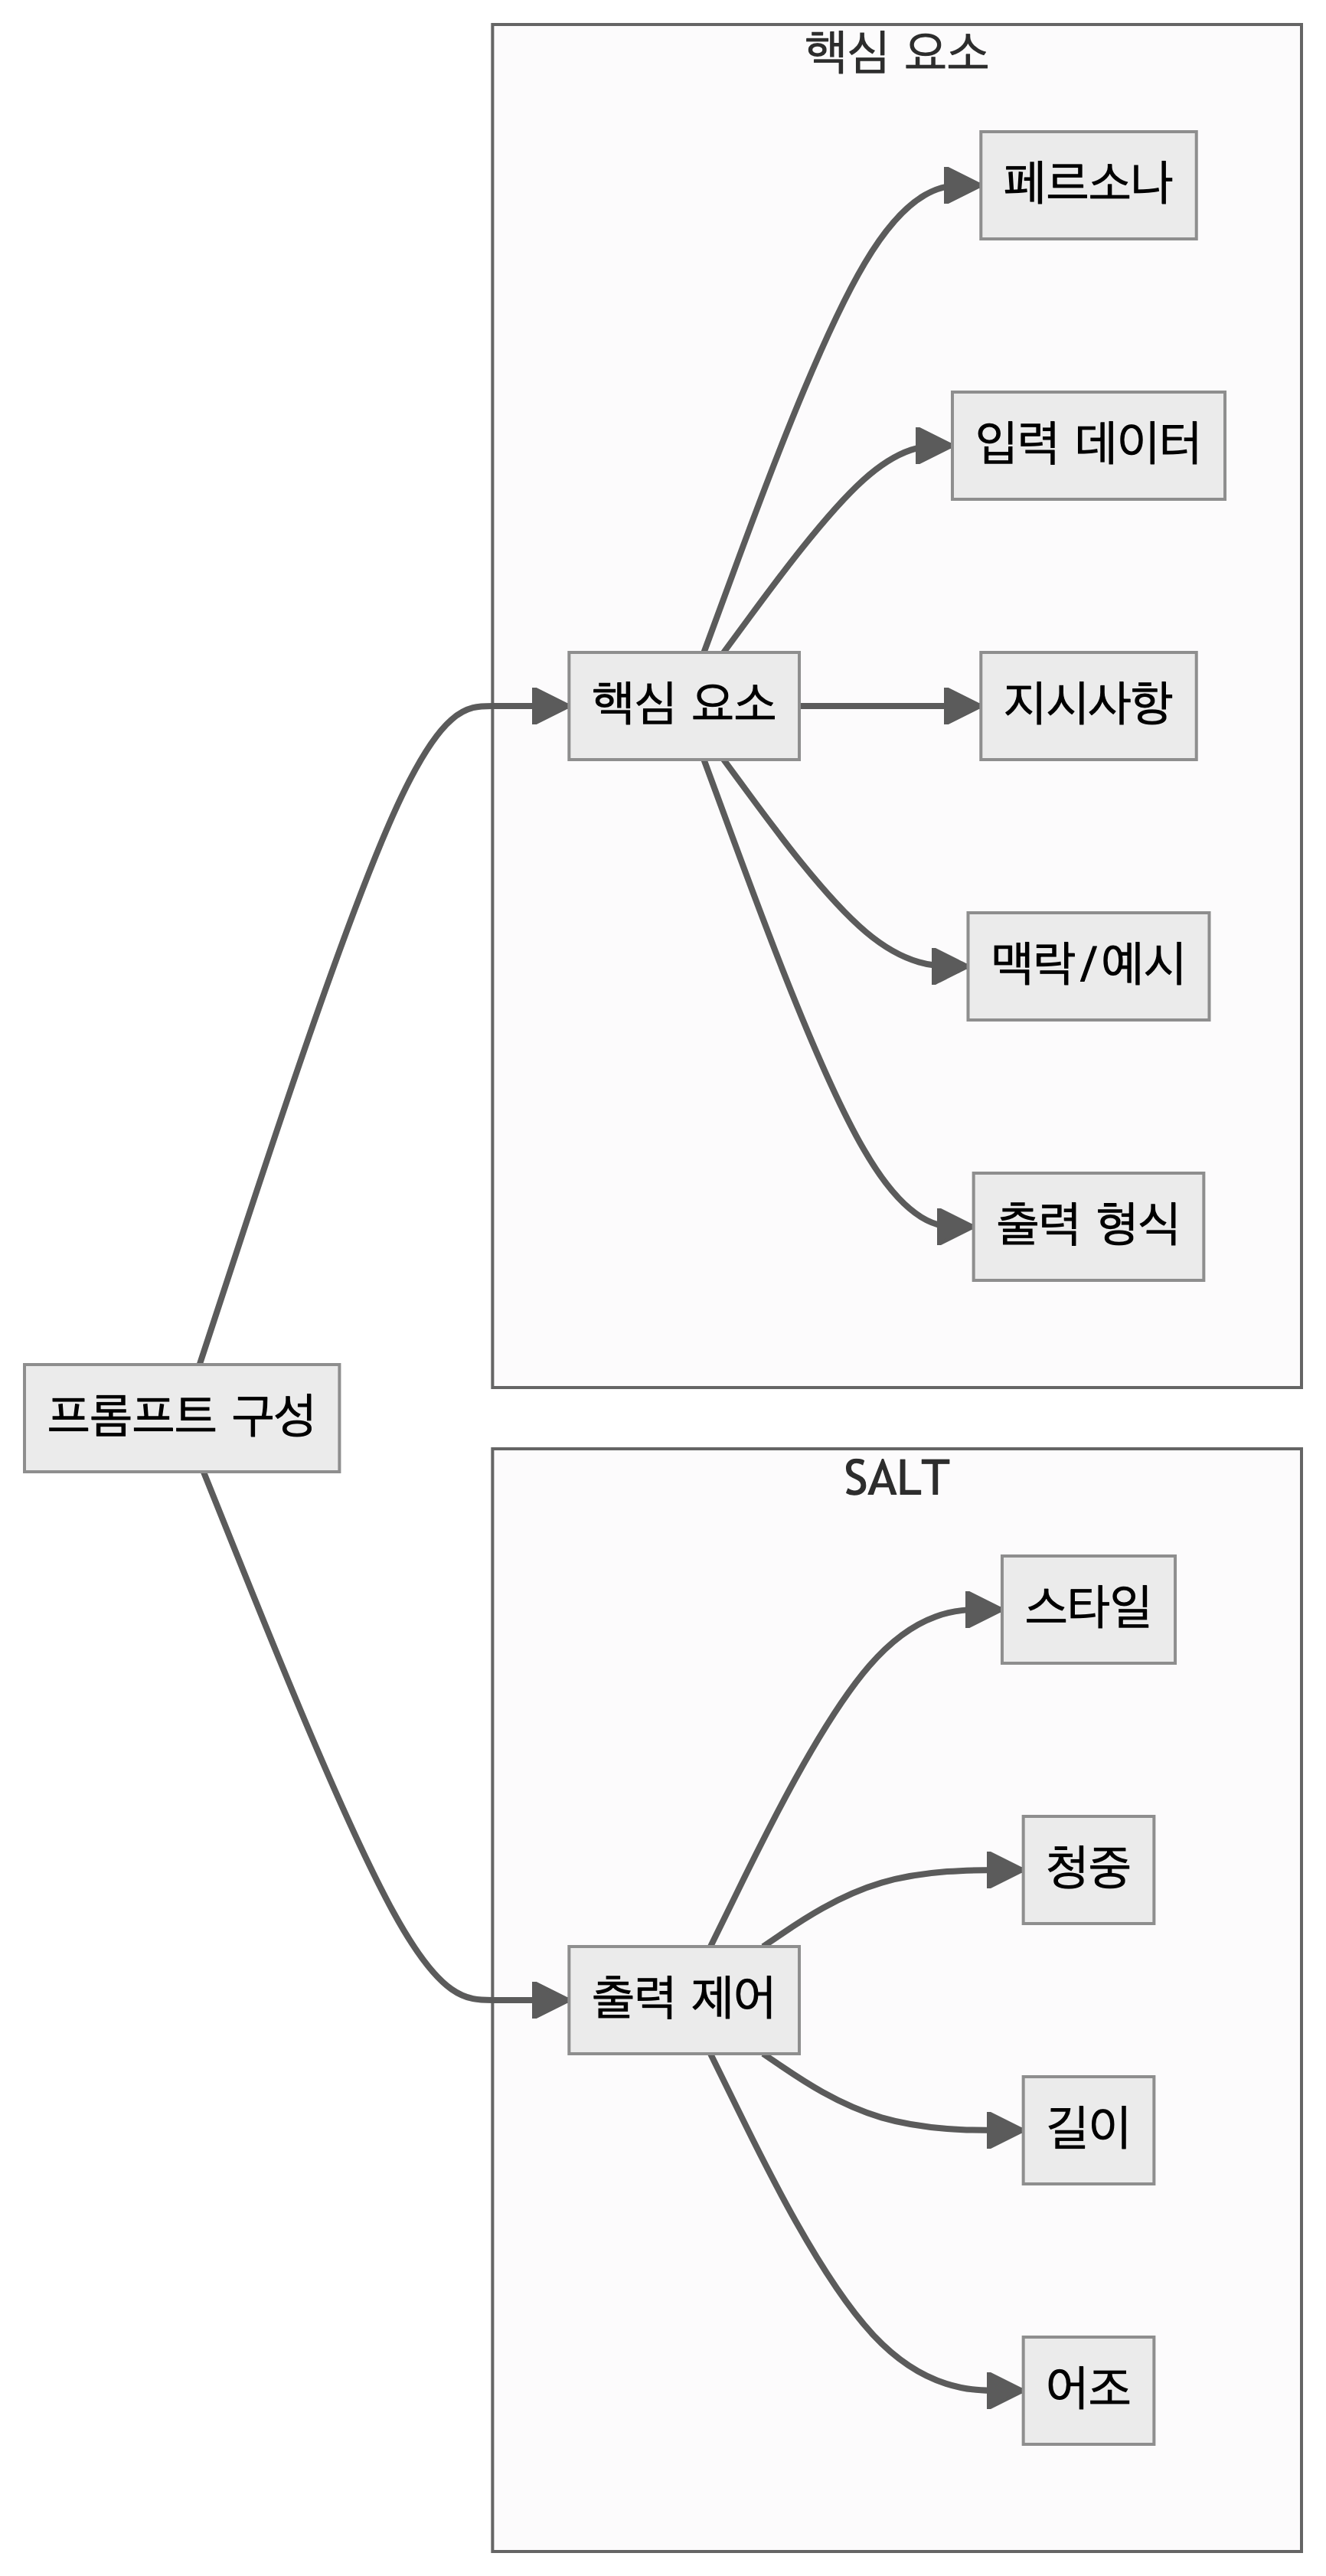 핵심 요소
페르소나
입력 데이터
핵심 요소
지시사항
맥락/예시
출력 형식
프롬프트 구성
SALT
스타일
청중
출력 제어
길이
어조